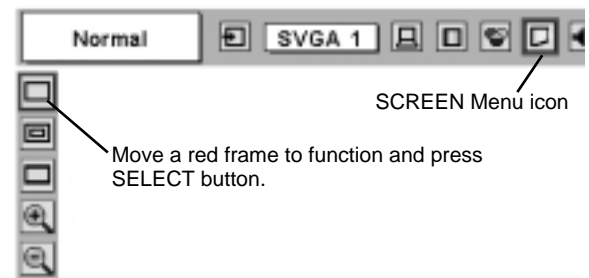 Normal
SVGA 1
SCREEN Menu icon
Move a red frame to function and press
SELECT button.